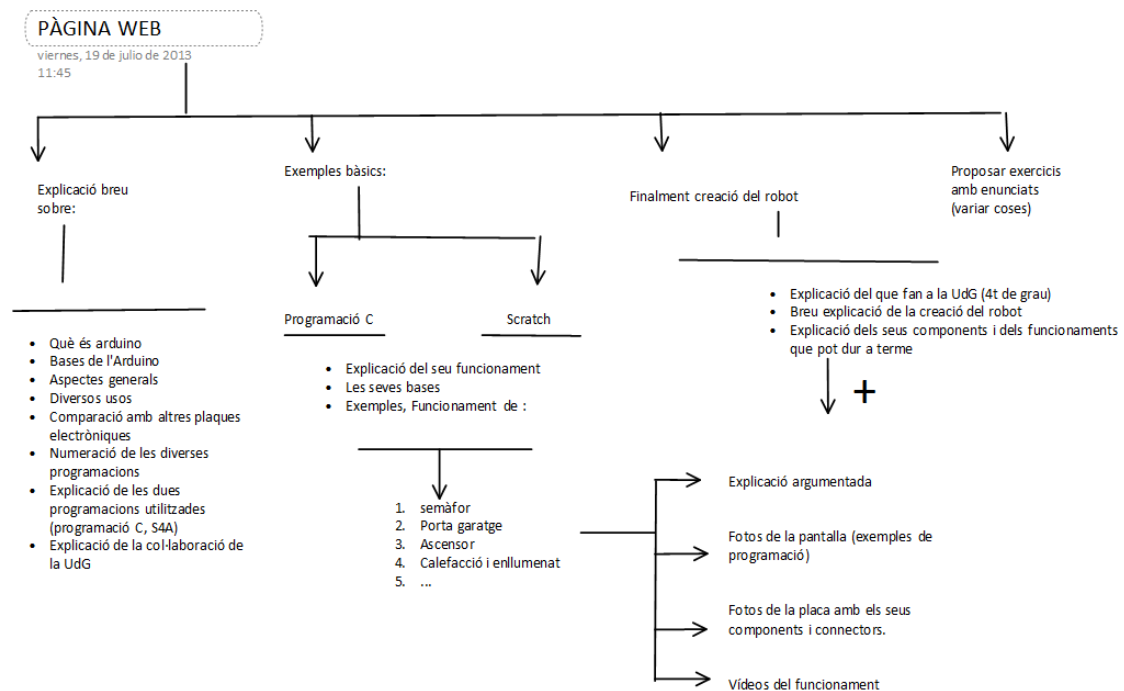 PÀGINA WEB
viernes, 19 de julio de 2013
11:45
Explicació breu
sobre:
• Què és arduino
• Bases de l'Arduino
• Aspectes generals
• Diversos usos
• Comparació amb altres plaques
electròniques
• Numeració de les diverses
programacions
• Explicació de les dues
programacions utilitzades
(programació C, S4A)
• Explicació de la col·laboració de
la UdG
Exemples bàsics:
Programació C
Scratch
• Explicació del seu funcionament
• Les seves bases
• Exemples, Funcionament de :
1. semàfor
2. Porta garatge
3. Ascensor
4. Calefacció i enllumenat
5. ...
Explicació argumentada
Fotos de la pantalla (exemples de
programació)
Fotos de la placa amb els seus
components i connectors.
Vídeos del funcionament
Finalment creació del robot
• Explicació del que fan a la UdG (4t de grau)
• Breu explicació de la creació del robot
• Explicació dels seus components i dels funcionaments
que pot dur a terme
+
Proposar exercicis
amb enunciats
(variar coses)